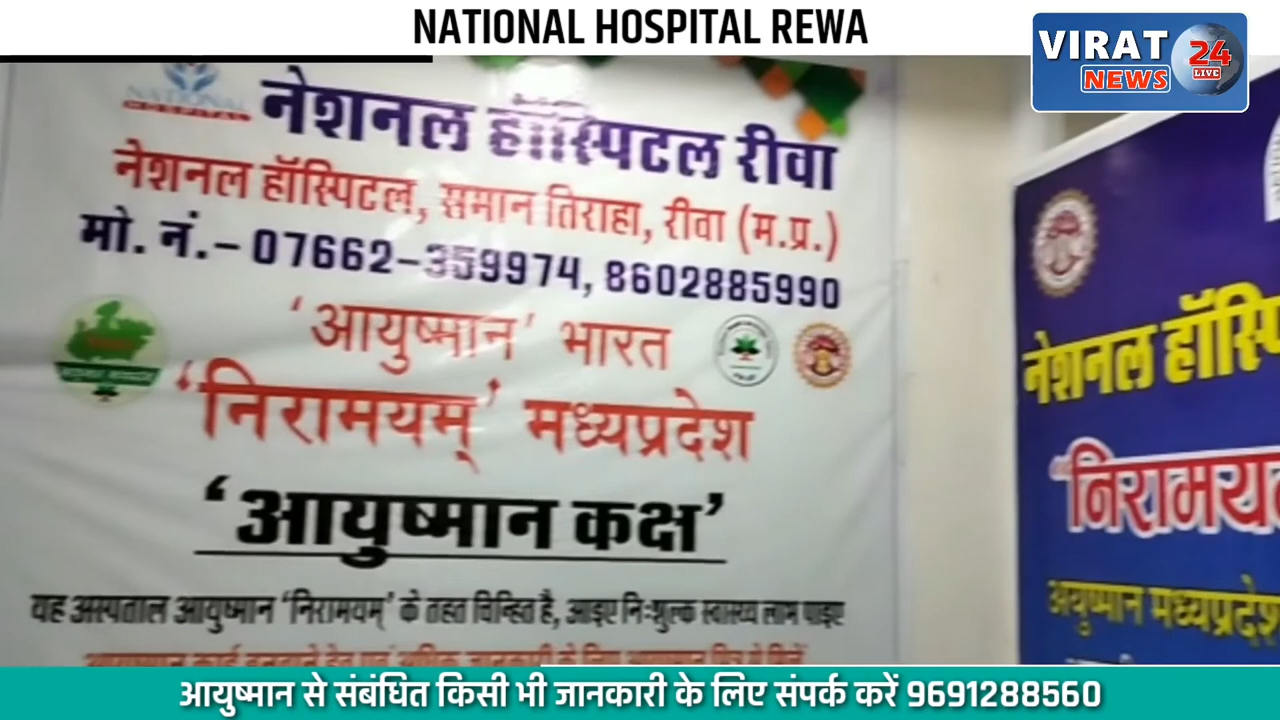 NATIONAL HOSPITAL REWA
VIRAT
NEWS
24
LIVE
NATIONAL
HOSPITAL
नेशनल हॉस्पिटल रीवा
नेशनल हॉस्पिटल, समान तिराहा, रीवा (म.प्र.)
मो. नं.– 07662–359974, 8602885990
‘आयुष्मान’ भारत
‘निरामयम्’ मध्यप्रदेश
‘आयुष्मान कक्ष’
यह अस्पताल आयुष्मान ‘निरामयम्’ के तहत चिन्हित है, आइए निःशुल्क स्वास्थ्य लाभ पाइए
नेशनल हॉस्पि
“निरामय
आयुष्मान मध्यप्रदेश
आयुष्मान से संबंधित किसी भी जानकारी के लिए संपर्क करें 9691288560